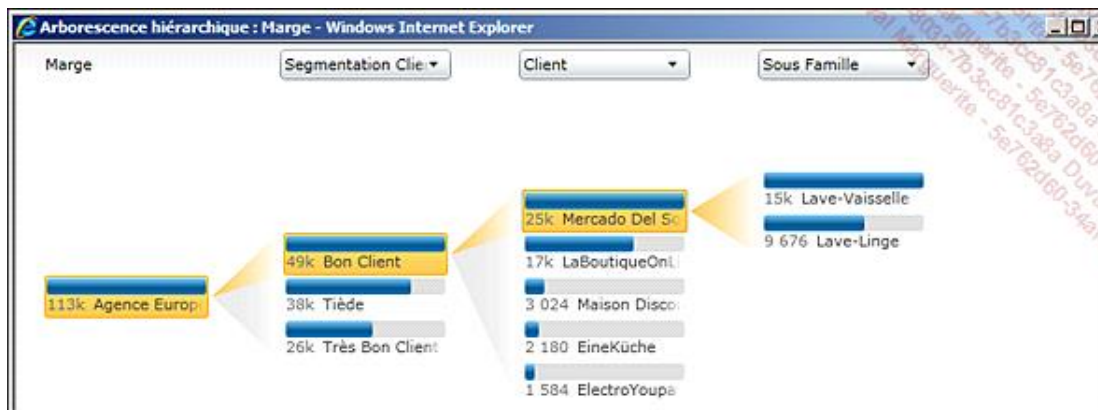 Arborescence hiérarchique : Marge - Windows Internet Explorer
Marge
Segmentation Clie
Client
Sous Famille
113k Agence Europ
49k Bon Client
38k Tiède
26k Très Bon Client
25k Mercado Del So
17k LaBoutiqueOnL
3 024 Maison Disco
2 180 EineKüche
1 584 ElectroYoupa
15k Lave-Vaisselle
9 676 Lave-Linge